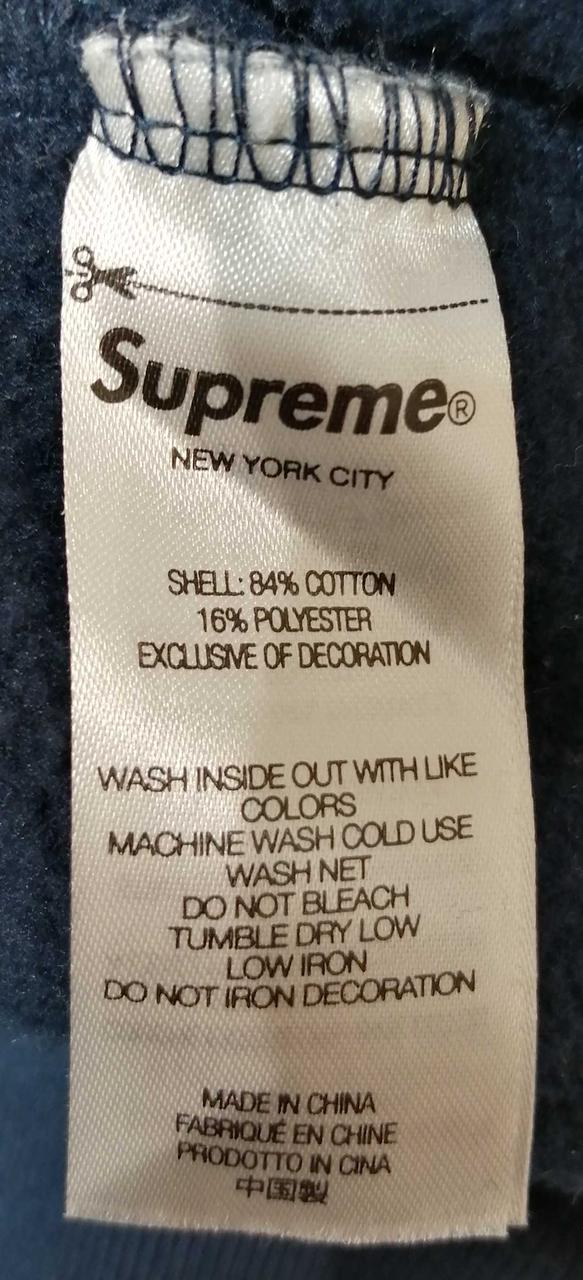 Supreme®
NEW YORK CITY
SHELL: 84% COTTON
16% POLYESTER
EXCLUSIVE OF DECORATION
WASH INSIDE OUT WITH LIKE
COLORS
MACHINE WASH COLD USE
WASH NET
DO NOT BLEACH
TUMBLE DRY LOW
LOW IRON
DO NOT IRON DECORATION
MADE IN CHINA
FABRIQUÉ EN CHINE
PRODOTTO IN CINA
中国製